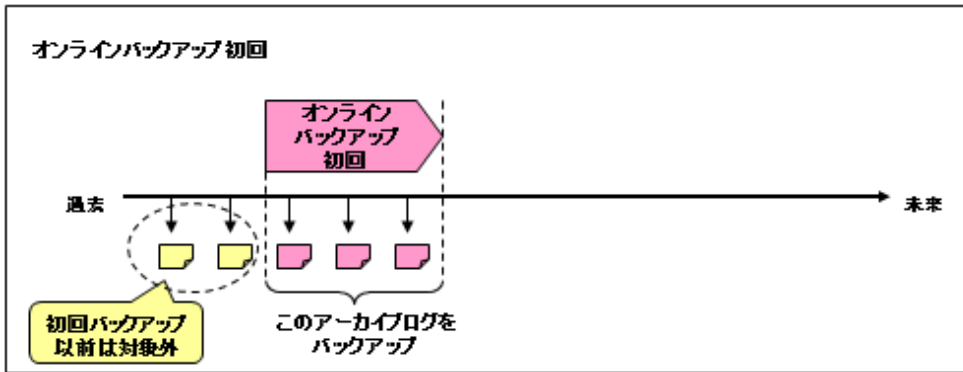 オンラインバックアップ初回
オンライン
バックアップ
初回
過去
未来
初回バックアップ
以前は対象外
このアーカイブログを
バックアップ